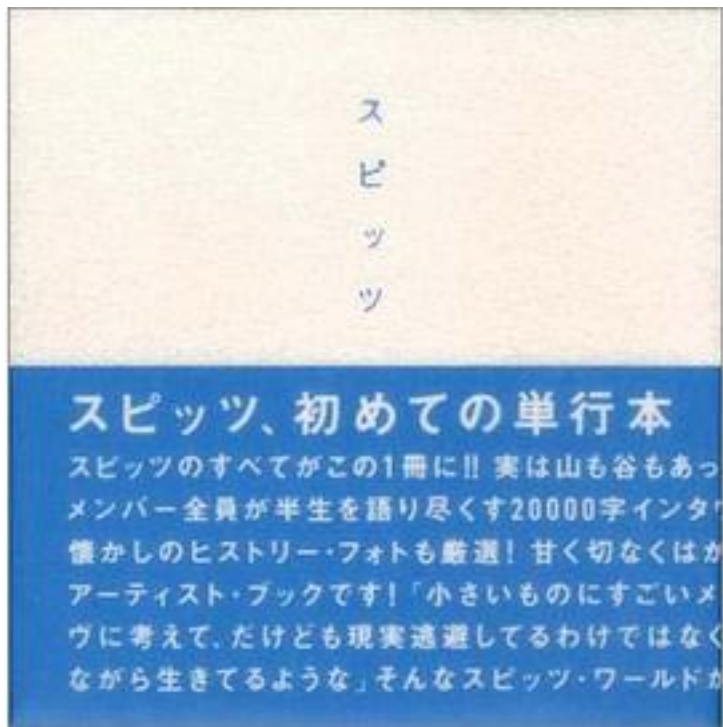 スピッツ
スピッツ、初めての単行本
スピッツのすべてがこの1冊に!! 実は山も谷もあっ
メンバー全員が半生を語り尽くす20000字インタ
懐かしのヒストリー・フォトも厳選! 甘く切なくはか
アーティスト・ブックです!「小さいものにすごいメ
ヴに考えて、だけども現実逃避してるわけではなく
ながら生きてるような」そんなスピッツ・ワールドが